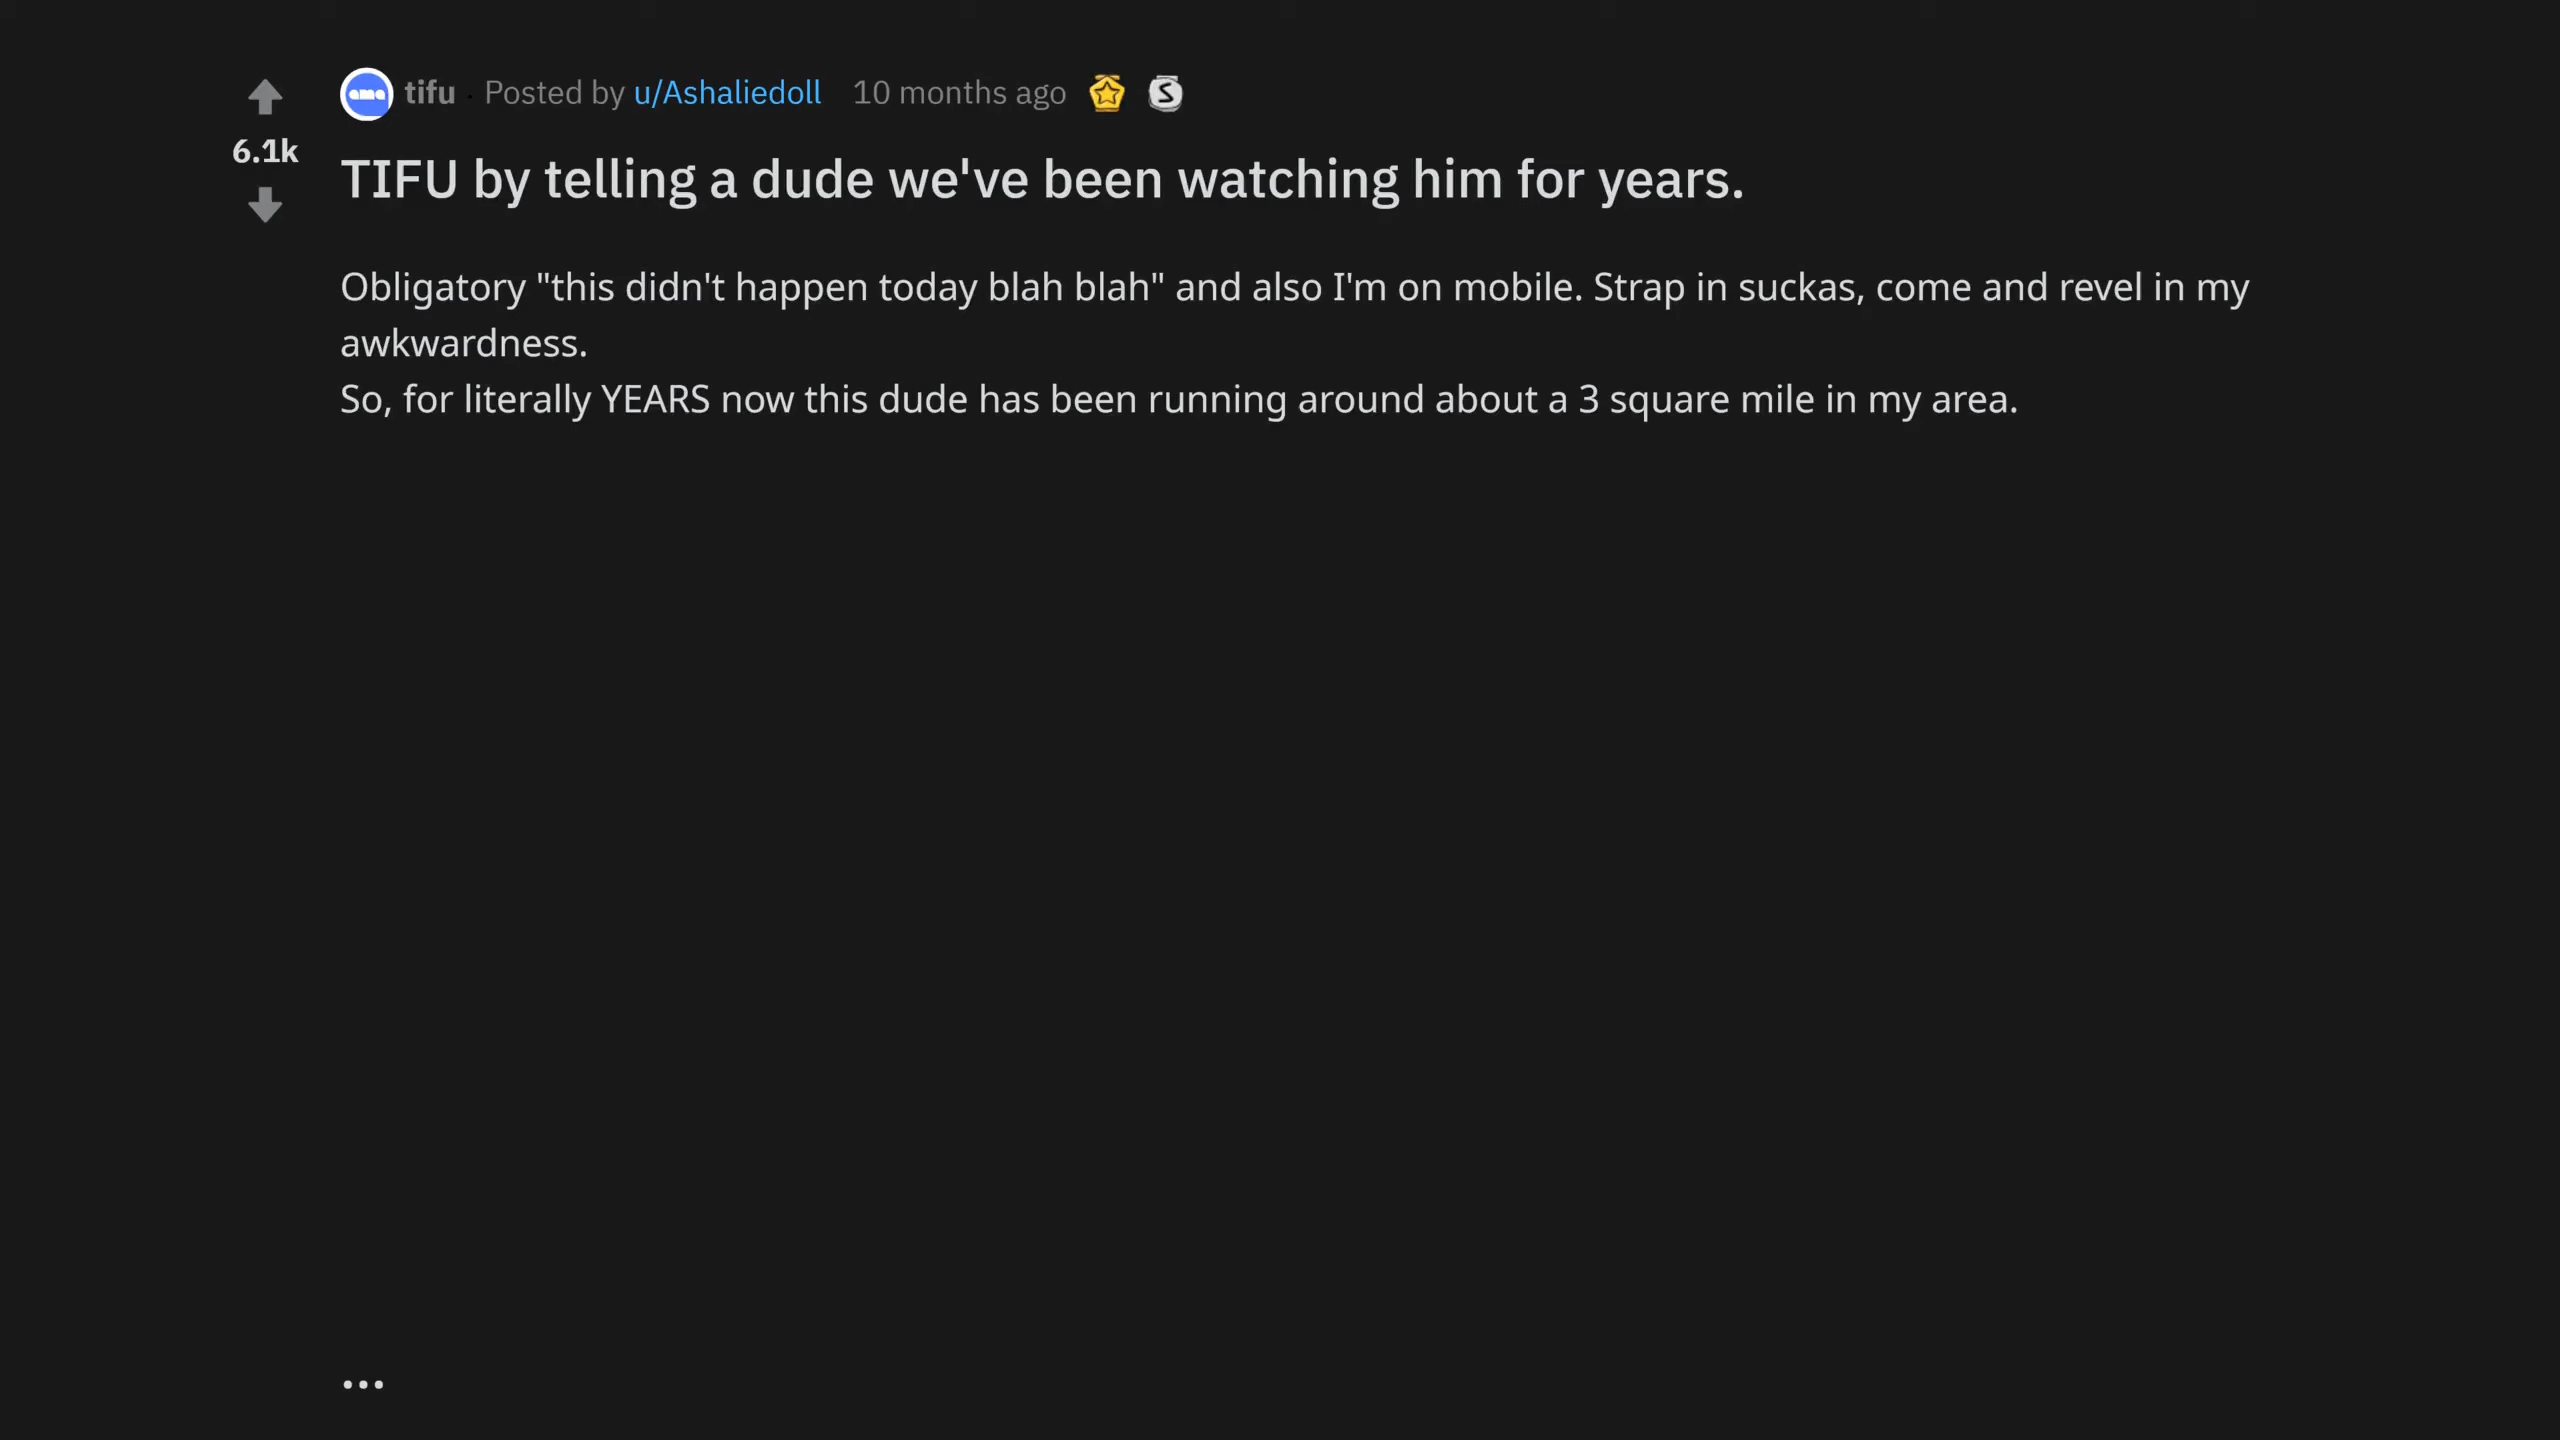 ama tifu · Posted by u/Ashaliedoll 10 months ago S
6.1k
TIFU by telling a dude we've been watching him for years.
Obligatory "this didn't happen today blah blah" and also I'm on mobile. Strap in suckas, come and revel in my
awkwardness.
So, for literally YEARS now this dude has been running around about a 3 square mile in my area.
...